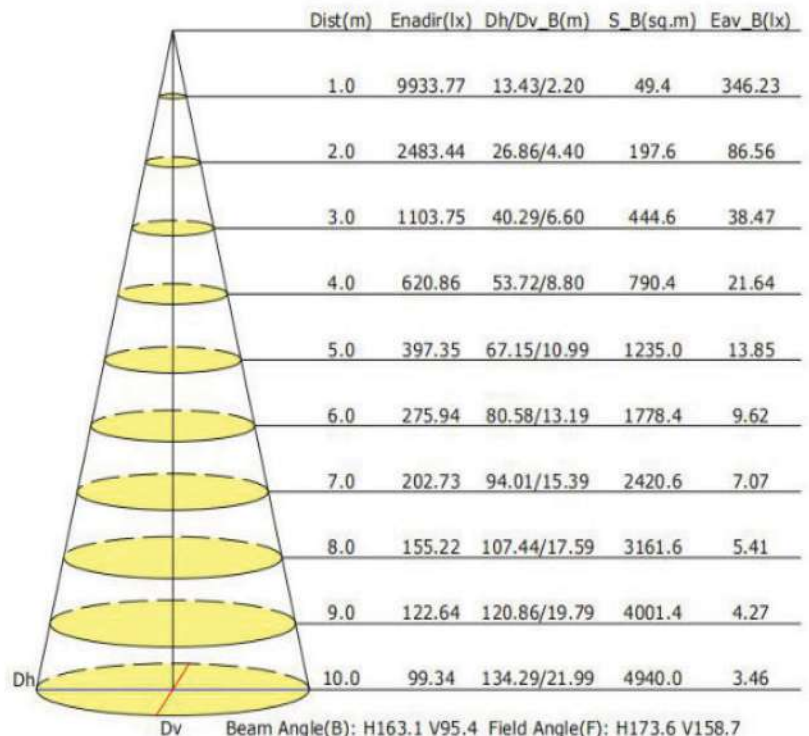 Dist(m) Enadir(lx) Dh/Dv_B(m) S_B(sq.m) Eav_B(lx)
1.0 9933.77 13.43/2.20 49.4 346.23
2.0 2483.44 26.86/4.40 197.6 86.56
3.0 1103.75 40.29/6.60 444.6 38.47
4.0 620.86 53.72/8.80 790.4 21.64
5.0 397.35 67.15/10.99 1235.0 13.85
6.0 275.94 80.58/13.19 1778.4 9.62
7.0 202.73 94.01/15.39 2420.6 7.07
8.0 155.22 107.44/17.59 3161.6 5.41
9.0 122.64 120.86/19.79 4001.4 4.27
Dh 10.0 99.34 134.29/21.99 4940.0 3.46
Dv Beam Angle(B): H163.1 V95.4 Field Angle(F): H173.6 V158.7